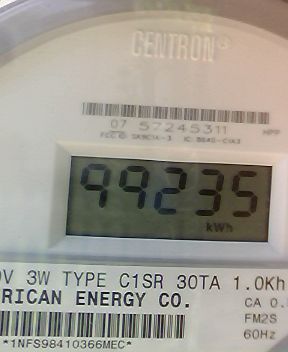 CENTRON®
07 57245311 HPP
99235
kWh
V 3W TYPE C1SR 30TA 1.0Kh
RICAN ENERGY CO. CA 0.
FM2S
60Hz
*1NFS98410366MEC*